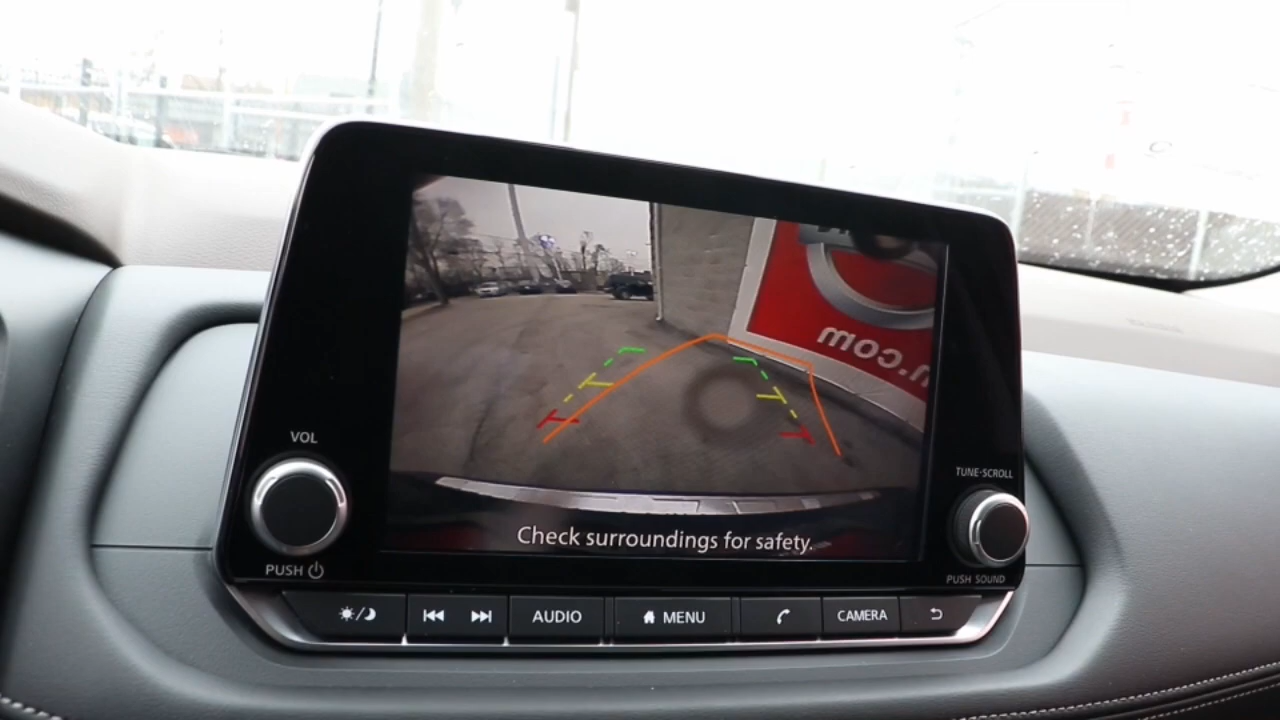 VOL
PUSH
Check surroundings for safety.
TUNE·SCROLL
PUSH SOUND
AUDIO
MENU
CAMERA
n.com